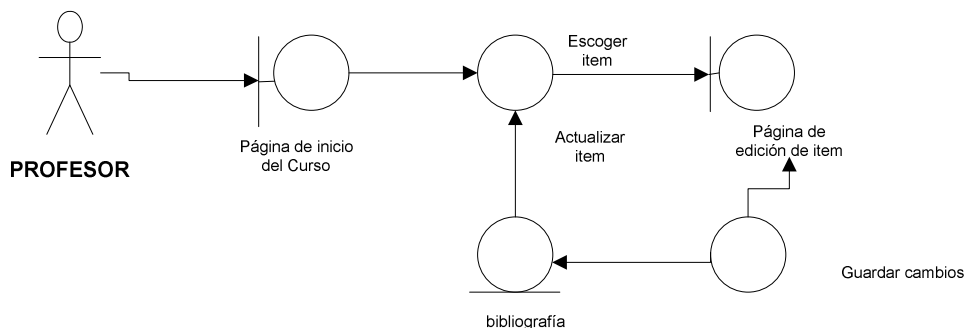 Escoger
item
Página de inicio
del Curso
Actualizar
item
Página de
edición de item
PROFESOR
Guardar cambios
bibliografía